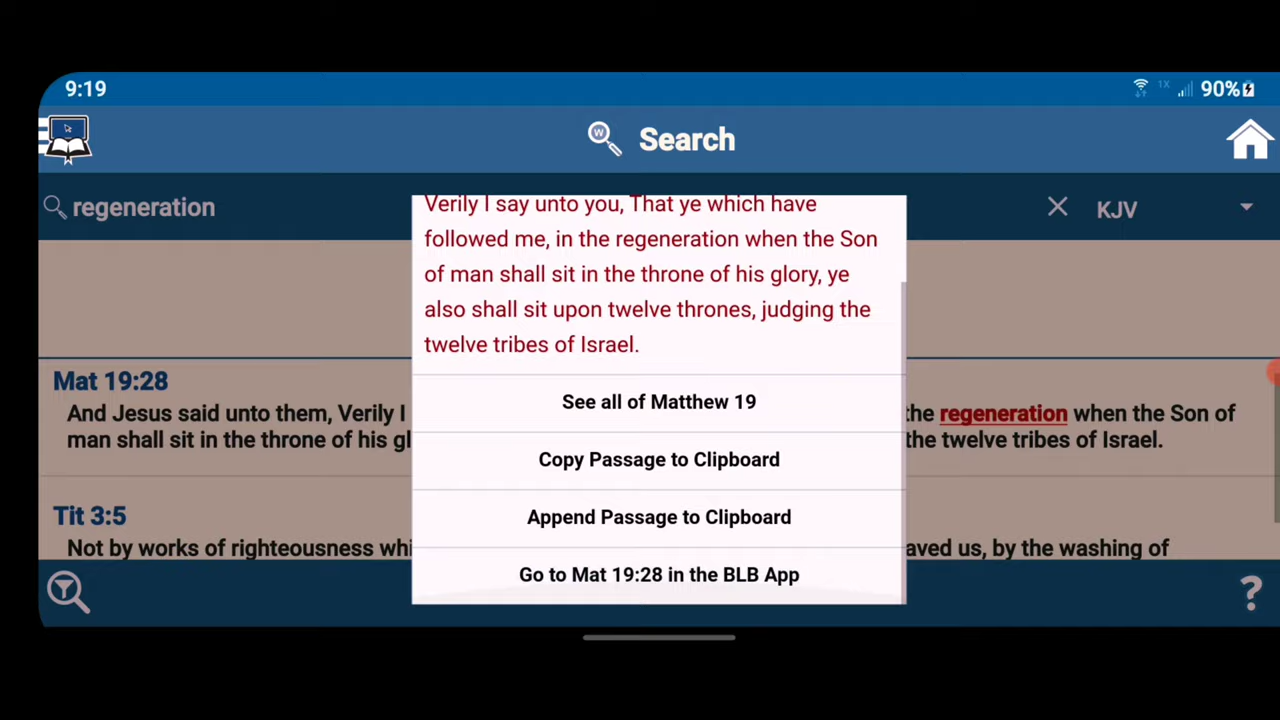 9:19
1X
90%
W
Search
regeneration
KJV
Verily I say unto you, That ye which have
followed me, in the regeneration when the Son
of man shall sit in the throne of his glory, ye
also shall sit upon twelve thrones, judging the
twelve tribes of Israel.
See all of Matthew 19
Copy Passage to Clipboard
Append Passage to Clipboard
Go to Mat 19:28 in the BLB App
Mat 19:28
And Jesus said unto them, Verily I the regeneration when the Son of
man shall sit in the throne of his gl the twelve tribes of Israel.
Tit 3:5
Not by works of righteousness whi aved us, by the washing of
?